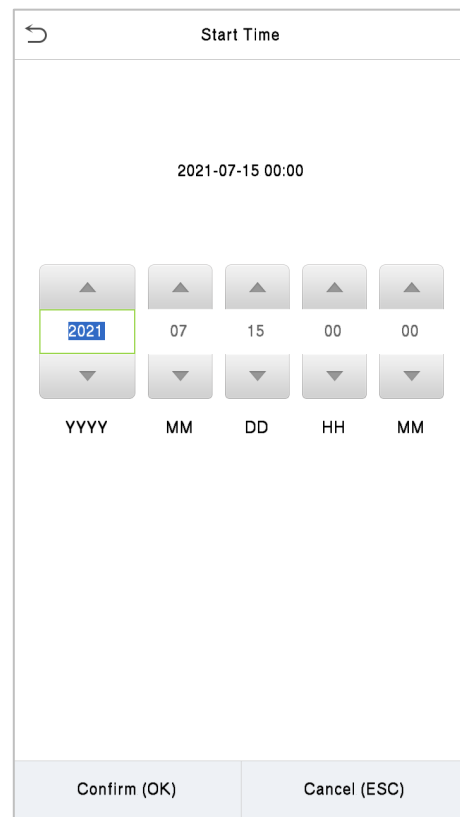 Start Time
2021-07-15 00:00
2021 07 15 00 00
YYYY MM DD HH MM
Confirm (OK) Cancel (ESC)